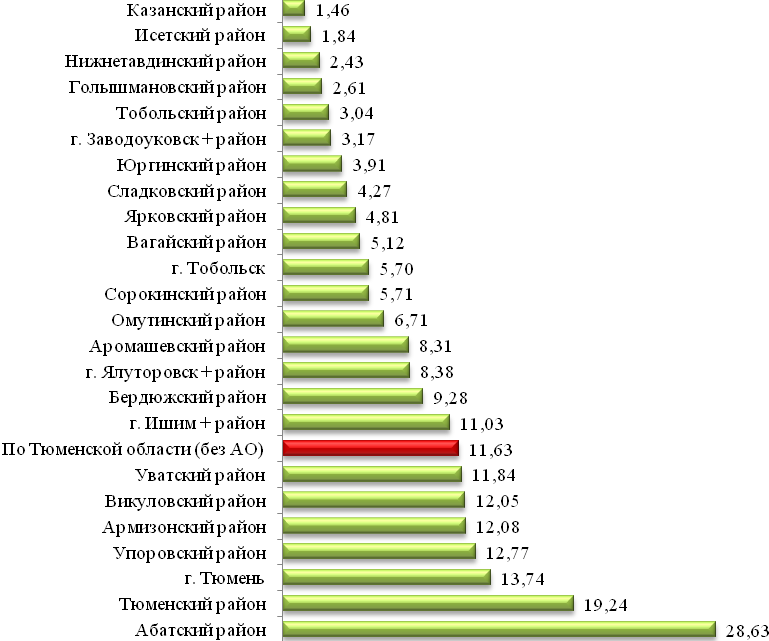 Казанский район 1,46
Исетский район 1,84
Нижнетавдинский район 2,43
Голышмановский район 2,61
Тобольский район 3,04
г. Заводоуковск + район 3,17
Юргинский район 3,91
Сладковский район 4,27
Ярковский район 4,81
Вагайский район 5,12
г. Тобольск 5,70
Сорокинский район 5,71
Омутинский район 6,71
Аромашевский район 8,31
г. Ялуторовск + район 8,38
Бердюжский район 9,28
г. Ишим + район 11,03
По Тюменской области (без АО) 11,63
Уватский район 11,84
Викуловский район 12,05
Армизонский район 12,08
Упоровский район 12,77
г. Тюмень 13,74
Тюменский район 19,24
Абатский район 28,63